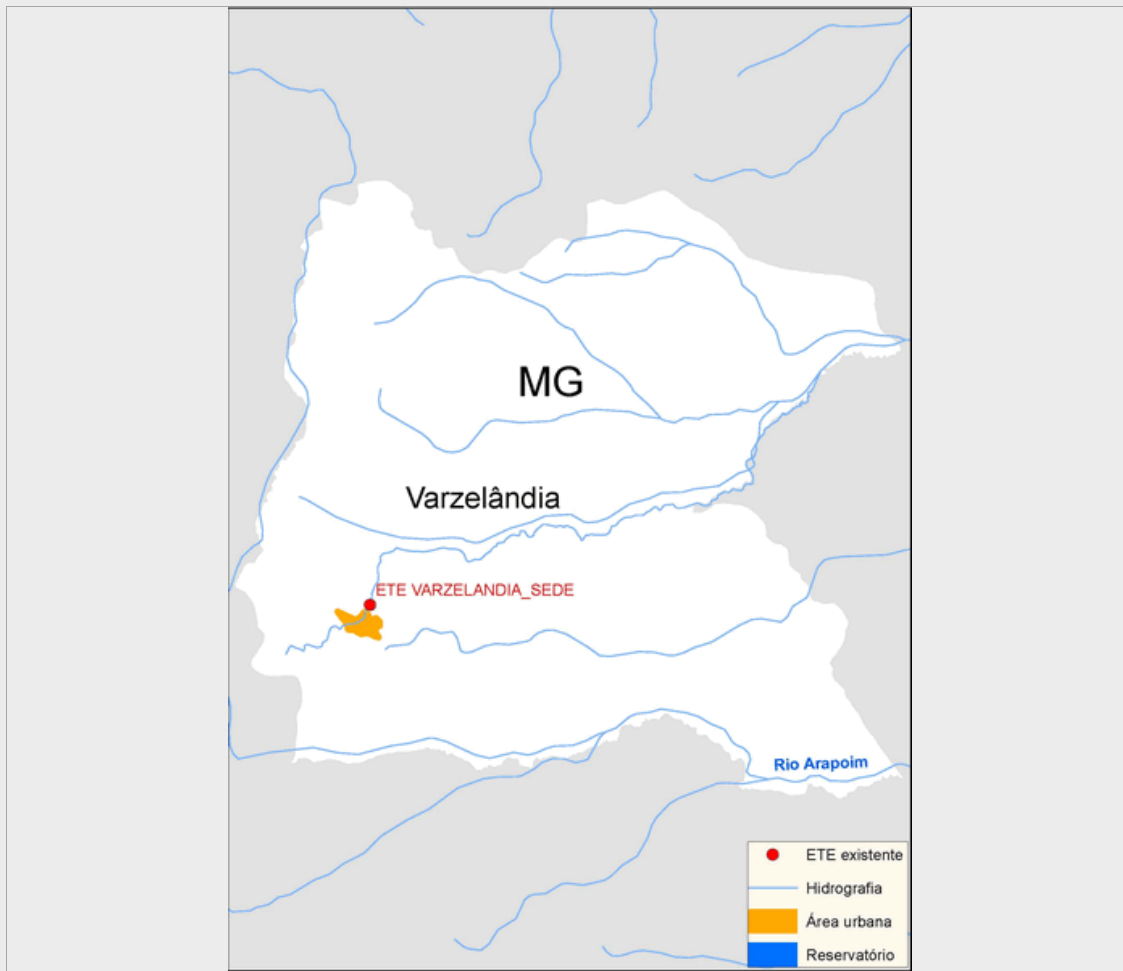 MG
Varzelândia
ETE VARZELANDIA_SEDE
Rio Arapoim
ETE existente
Hidrografia
Área urbana
Reservatório